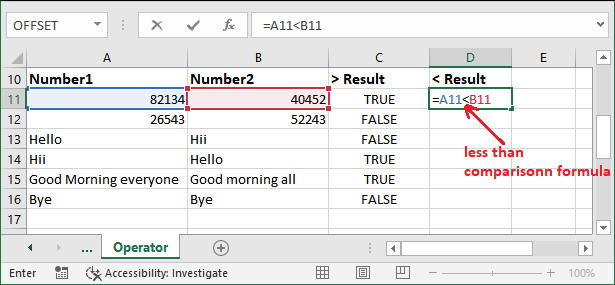 OFFSET =A11<B11
A B C D E
10 Number1 Number2 > Result < Result
11 82134 40452 TRUE =A11<B11
12 26543 52243 FALSE
13 Hello Hii FALSE
14 Hii Hello TRUE
15 Good Morning everyone Good morning all TRUE
16 Bye Bye FALSE
17
less than
comparisonn formula
... Operator
Enter Accessibility: Investigate 100%